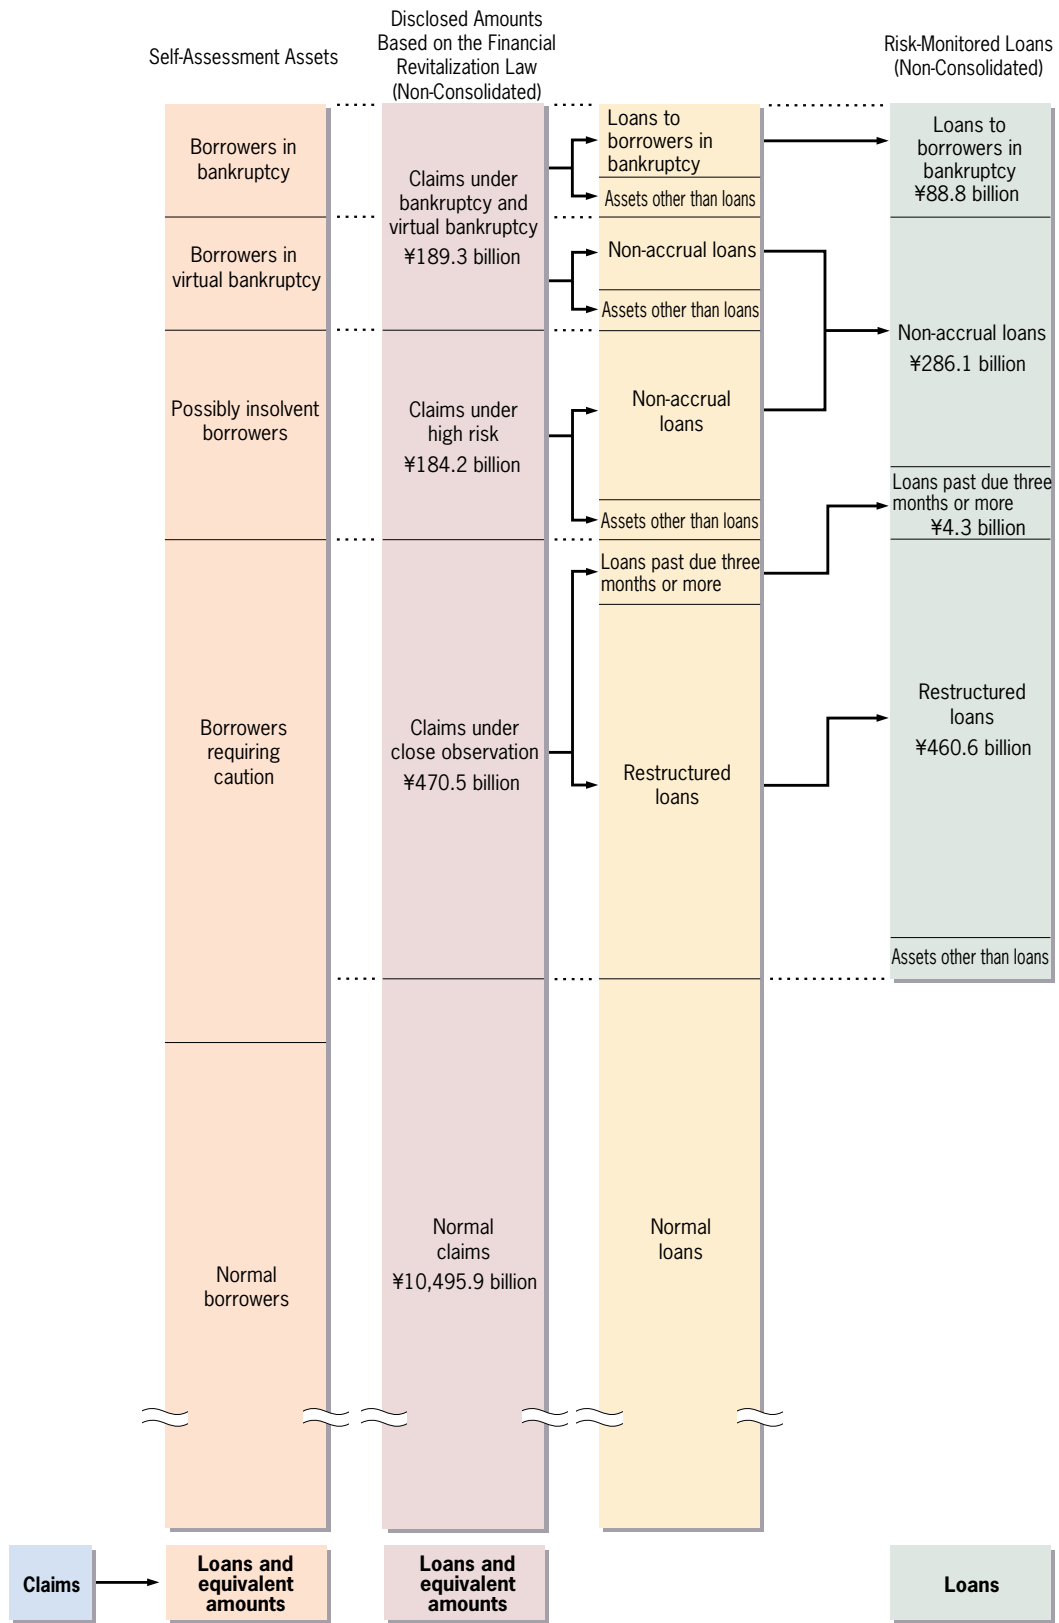 Self-Assessment Assets
Disclosed Amounts
Based on the Financial
Revitalization Law
(Non-Consolidated)
Risk-Monitored Loans
(Non-Consolidated)
Borrowers in
bankruptcy
Borrowers in
virtual bankruptcy
Possibly insolvent
borrowers
Borrowers
requiring
caution
Normal
borrowers
Claims under
bankruptcy and
virtual bankruptcy
¥189.3 billion
Claims under
high risk
¥184.2 billion
Claims under
close observation
¥470.5 billion
Normal
claims
¥10,495.9 billion
Loans to
borrowers in
bankruptcy
Assets other than loans
Non-accrual loans
Assets other than loans
Non-accrual
loans
Assets other than loans
Loans past due three
months or more
Restructured
loans
Normal
loans
Loans to
borrowers in
bankruptcy
¥88.8 billion
Non-accrual loans
¥286.1 billion
Loans past due three
months or more
¥4.3 billion
Restructured
loans
¥460.6 billion
Assets other than loans
Claims
Loans and
equivalent
amounts
Loans and
equivalent
amounts
Loans